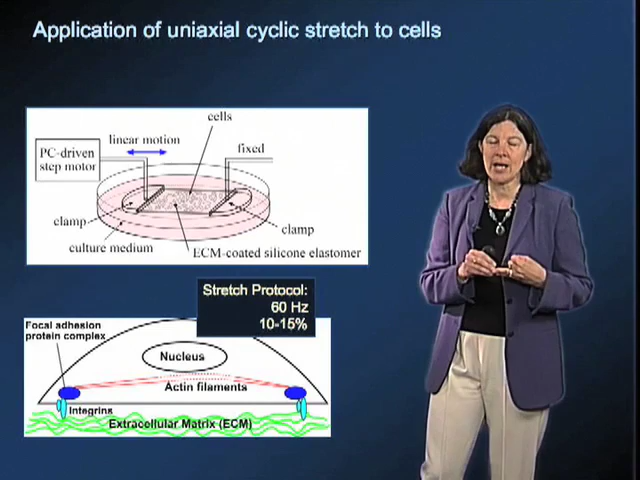 Application of uniaxial cyclic stretch to cells
cells
linear motion
fixed
PC-driven
step motor
clamp
clamp
culture medium
ECM-coated silicone elastomer
Stretch Protocol:
60 Hz
10-15%
Focal adhesion
protein complex
Nucleus
Actin filaments
Integrins
Extracellular Matrix (ECM)